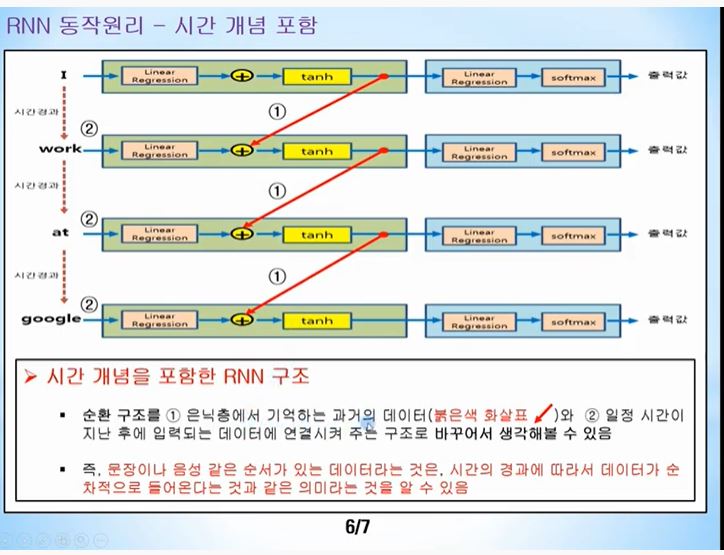 RNN 동작원리 – 시간 개념 포함
I Linear Regression + tanh Linear Regression softmax 출력값
①
시간경과
②
work Linear Regression + tanh Linear Regression softmax 출력값
①
시간경과
②
at Linear Regression + tanh Linear Regression softmax 출력값
①
시간경과
②
google Linear Regression + tanh Linear Regression softmax 출력값
➢ 시간 개념을 포함한 RNN 구조
▪ 순환 구조를 ① 은닉층에서 기억하는 과거의 데이터(붉은색 화살표 )와 ② 일정 시간이
지난 후에 입력되는 데이터에 연결시켜 주는 구조로 바꾸어서 생각해볼 수 있음
▪ 즉, 문장이나 음성 같은 순서가 있는 데이터라는 것은, 시간의 경과에 따라서 데이터가 순
차적으로 들어온다는 것과 같은 의미라는 것을 알 수 있음
6/7